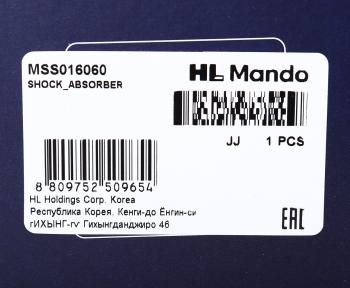 MSS016060
SHOCK_ABSORBER
HL Mando
JJ 1 PCS
8 809752 509654
HL Holdings Corp. Korea
Республика Корея. Кенги-до Ёнгин-си
гИХЫНГ-гу Гихынгданджиро 46
EAC